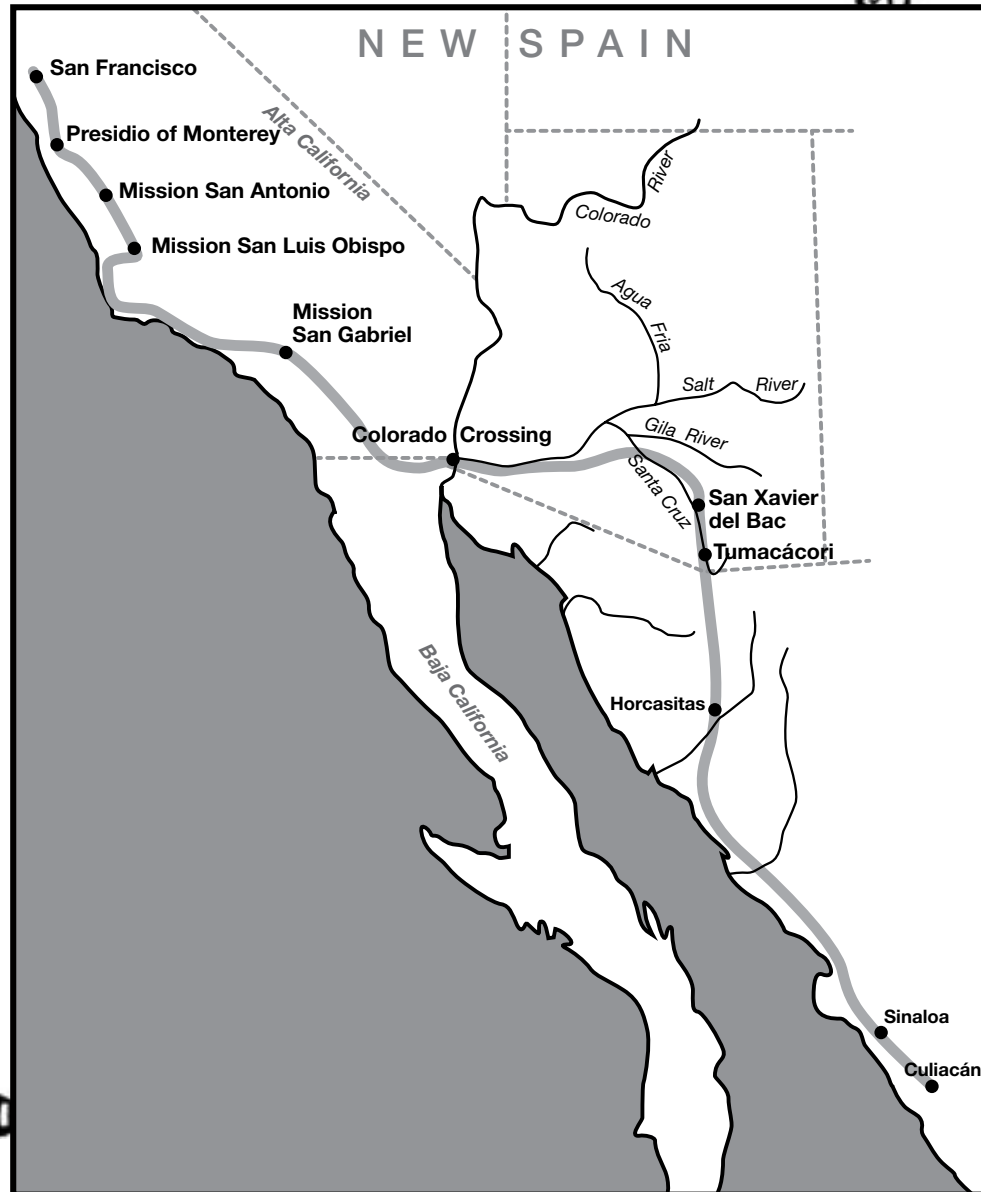 NEW SPAIN
San Francisco
Alta California
Presidio of Monterey
Mission San Antonio
Mission San Luis Obispo
Mission
San Gabriel
Colorado River
Agua Fria
Salt River
Gila River
Santa Cruz
Colorado Crossing
San Xavier
del Bac
Tumacácori
Baja California
Horcasitas
Sinaloa
Culiacán